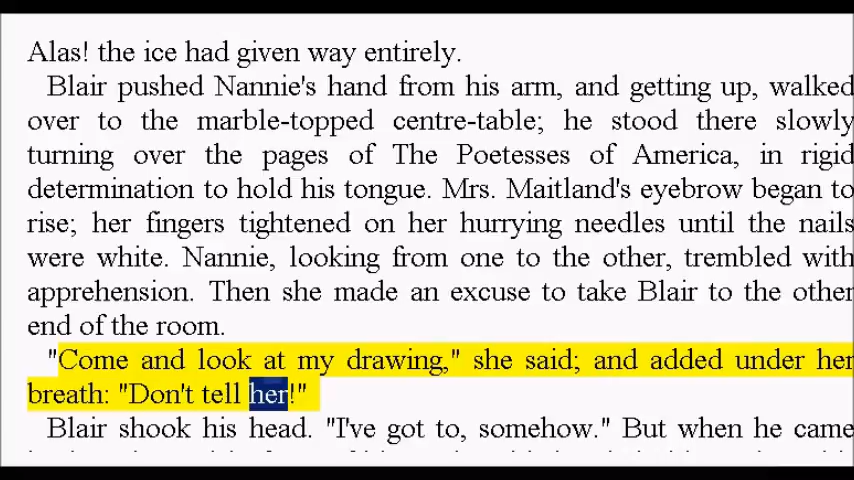 Alas! the ice had given way entirely.
Blair pushed Nannie's hand from his arm, and getting up, walked
over to the marble-topped centre-table; he stood there slowly
turning over the pages of The Poetesses of America, in rigid
determination to hold his tongue. Mrs. Maitland's eyebrow began to
rise; her fingers tightened on her hurrying needles until the nails
were white. Nannie, looking from one to the other, trembled with
apprehension. Then she made an excuse to take Blair to the other
end of the room.
"Come and look at my drawing," she said; and added under her
breath: "Don't tell her!"
Blair shook his head. "I've got to, somehow." But when he came